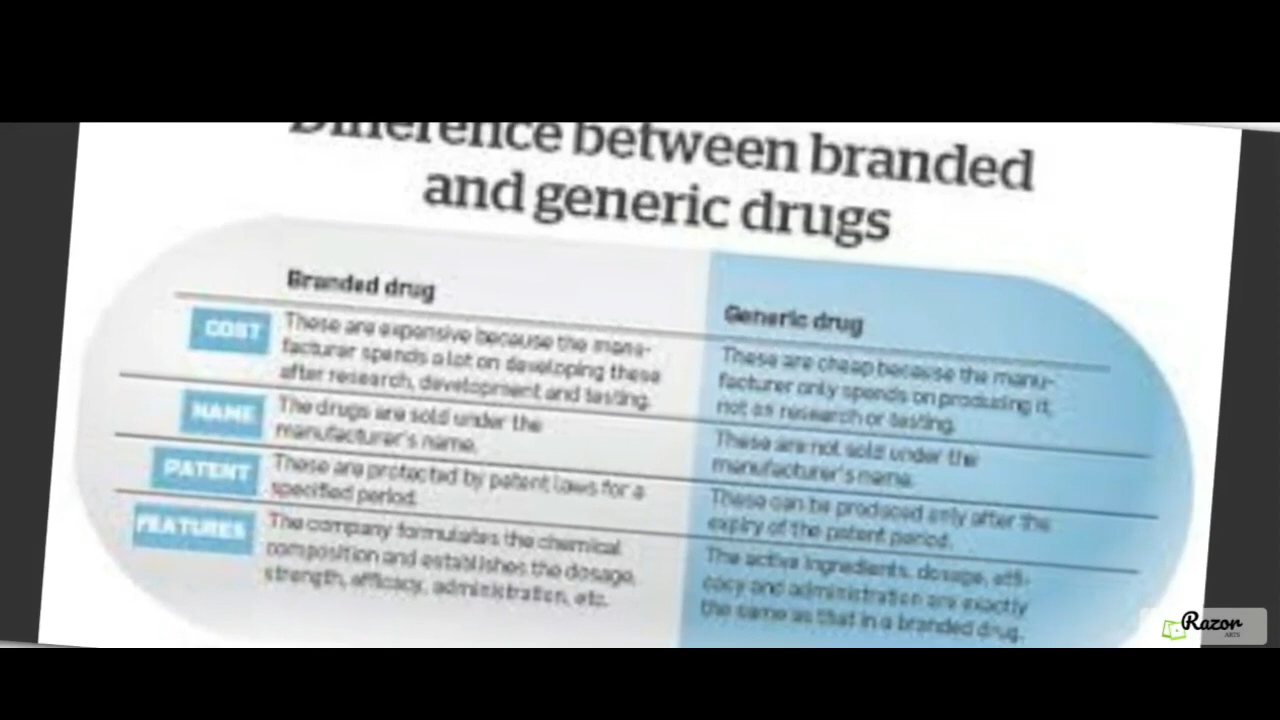 Difference between branded
and generic drugs
Branded drug
Generic drug
COST
These are expensive because the manu-
facturer spends a lot on developing these
after research, development and testing.
These are cheap because the manu-
facturer only spends on producing it,
not on research or testing.
NAME
The drugs are sold under the
manufacturer's name.
These are not sold under the
manufacturer's name.
PATENT
These are protected by patent laws for a
specified period.
These can be produced only after the
expiry of the patent period.
FEATURES
The company formulates the chemical
composition and establishes the dosage,
strength, efficacy, administration, etc.
The active ingredients, dosage, effi-
cacy and administration are exactly
the same as that in a branded drug.
Razor
ARTS